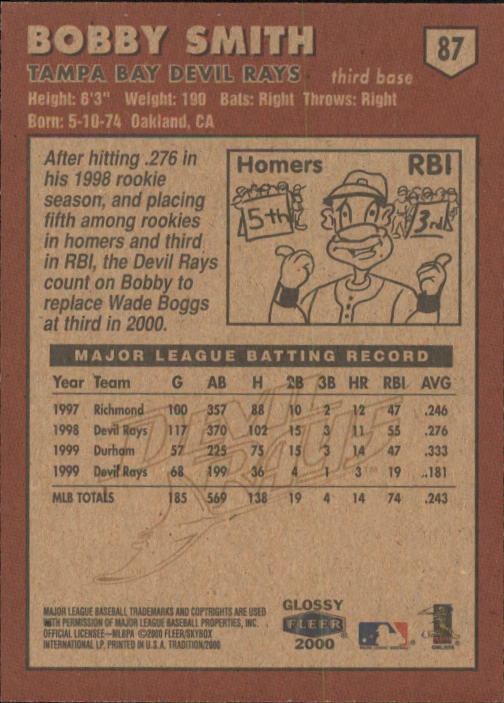 BOBBY SMITH
87
TAMPA BAY DEVIL RAYS third base
Height: 6'3" Weight: 190 Bats: Right Throws: Right
Born: 5-10-74 Oakland, CA
After hitting .276 in
his 1998 rookie
season, and placing
fifth among rookies
in homers and third
in RBI, the Devil Rays
count on Bobby to
replace Wade Boggs
at third in 2000.
Homers RBI
5th 3rd
MAJOR LEAGUE BATTING RECORD
Year Team G AB H 2B 3B HR RBI AVG
1997 Richmond 100 357 88 10 2 12 47 .246
1998 Devil Rays 117 370 102 15 3 11 55 .276
1999 Durham 57 225 75 15 3 14 47 .333
1999 Devil Rays 68 199 36 4 1 3 19 .181
MLB TOTALS 185 569 138 19 4 14 74 .243
DEVIL RAYS™
MAJOR LEAGUE BASEBALL TRADEMARKS AND COPYRIGHTS ARE USED
WITH PERMISSION OF MAJOR LEAGUE BASEBALL PROPERTIES, INC.
OFFICIAL LICENSEE—MLBPA ©2000 FLEER/SKYBOX
INTERNATIONAL LP, PRINTED IN U.S.A. TRADITION/2000
GLOSSY
FLEER
2000